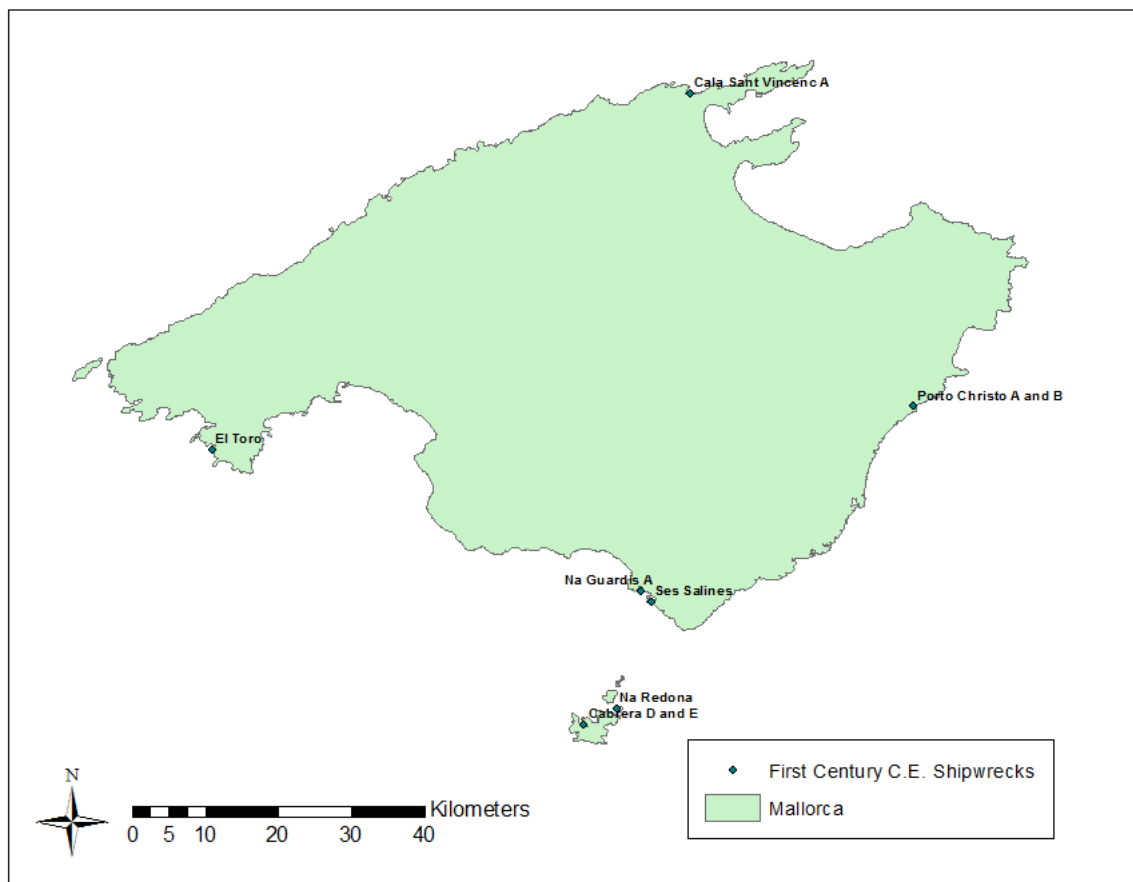 Cala Sant Vincenc A
Porto Christo A and B
El Toro
Na Guardis A
Ses Salines
Na Redona
Cabrera D and E
First Century C.E. Shipwrecks
Mallorca
N
Kilometers
0 5 10 20 30 40